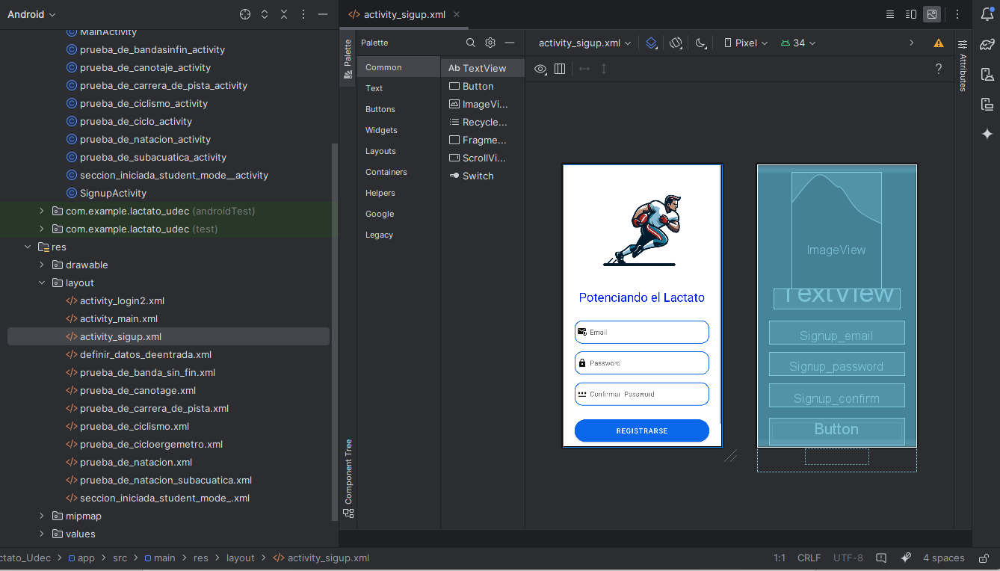 Android
activity_sigup.xml
MainActivity
prueba_de_bandasinfin_activity
prueba_de_canotaje_activity
prueba_de_carrera_de_pista_activity
prueba_de_ciclismo_activity
prueba_de_ciclo_activity
prueba_de_natacion_activity
prueba_de_subacuatica_activity
seccion_iniciada_student_mode__activity
SignupActivity
com.example.lactato_udec (androidTest)
com.example.lactato_udec (test)
res
drawable
layout
activity_login2.xml
activity_main.xml
activity_sigup.xml
definir_datos_deentrada.xml
prueba_de_banda_sin_fin.xml
prueba_de_canotage.xml
prueba_de_carrera_de_pista.xml
prueba_de_ciclismo.xml
prueba_de_cicloergemetro.xml
prueba_de_natacion.xml
prueba_de_natacion_subacuatica.xml
seccion_iniciada_student_mode_.xml
mipmap
values
Palette
Component Tree
Palette
Common
Text
Buttons
Widgets
Layouts
Containers
Helpers
Google
Legacy
Ab TextView
Button
ImageVi...
Recycle...
Fragme...
ScrollVi...
Switch
activity_sigup.xml
Pixel
34
?
Potenciando el Lactato
Email
Password
Confirmar Password
REGISTRARSE
ImageView
TextView
Signup_email
Signup_password
Signup_confirm
Button
Attributes
ctato_Udec > app > src > main > res > layout > activity_sigup.xml
1:1 CRLF UTF-8 4 spaces